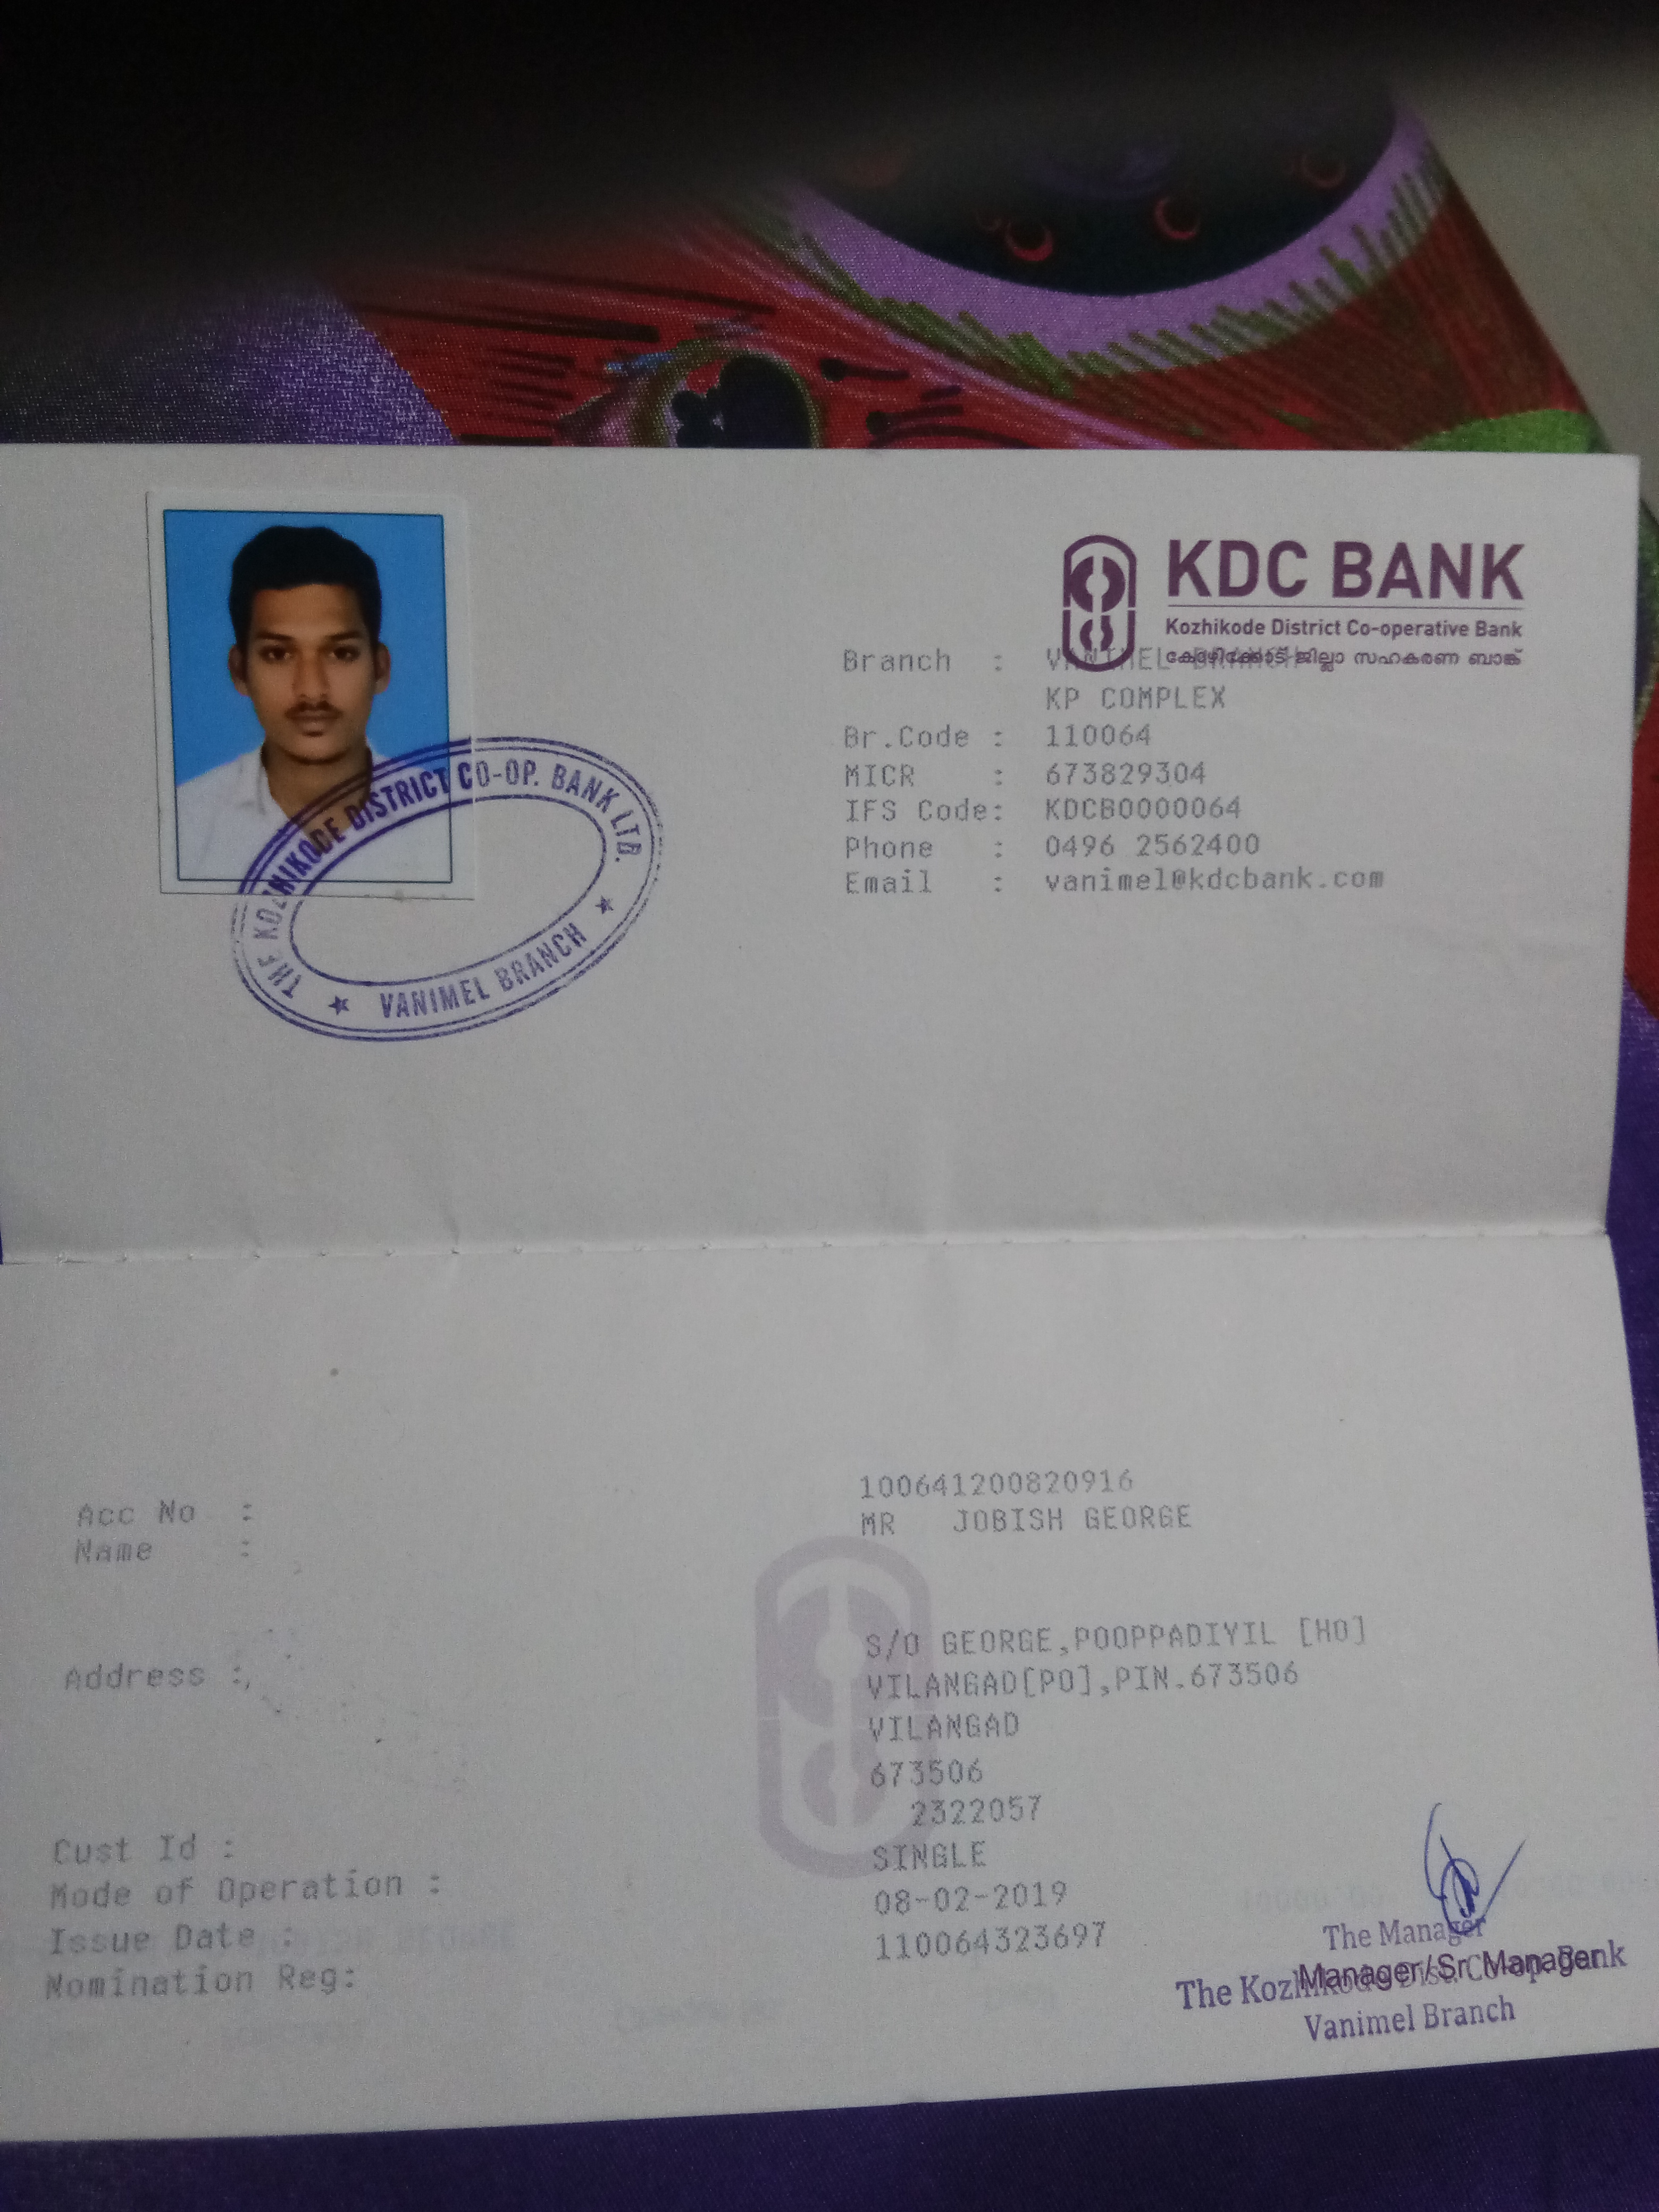 KDC BANK
Kozhikode District Co-operative Bank
കോഴിക്കോട് ജില്ലാ സഹകരണ ബാങ്ക്
Branch : VANIMEL BRANCH
KP COMPLEX
Br.Code : 110064
MICR : 673829304
IFS Code: KDCB0000064
Phone : 0496 2562400
Email : vanimel@kdcbank.com
THE KOZHIKODE DISTRICT CO-OP. BANK LTD.
★ VANIMEL BRANCH ★
Acc No : 100641200820916
Name : MR JOBISH GEORGE
Address :, S/O GEORGE,POOPPADIYIL [HO]
VILANGAD[PO],PIN.673506
VILANGAD
673506
Cust Id : 2322057
Mode of Operation : SINGLE
Issue Date : 08-02-2019
Nomination Reg: 110064323697
The Manager
Manager/Sr. Manager
The Kozhikode Dist. Co-op. Bank
Vanimel Branch